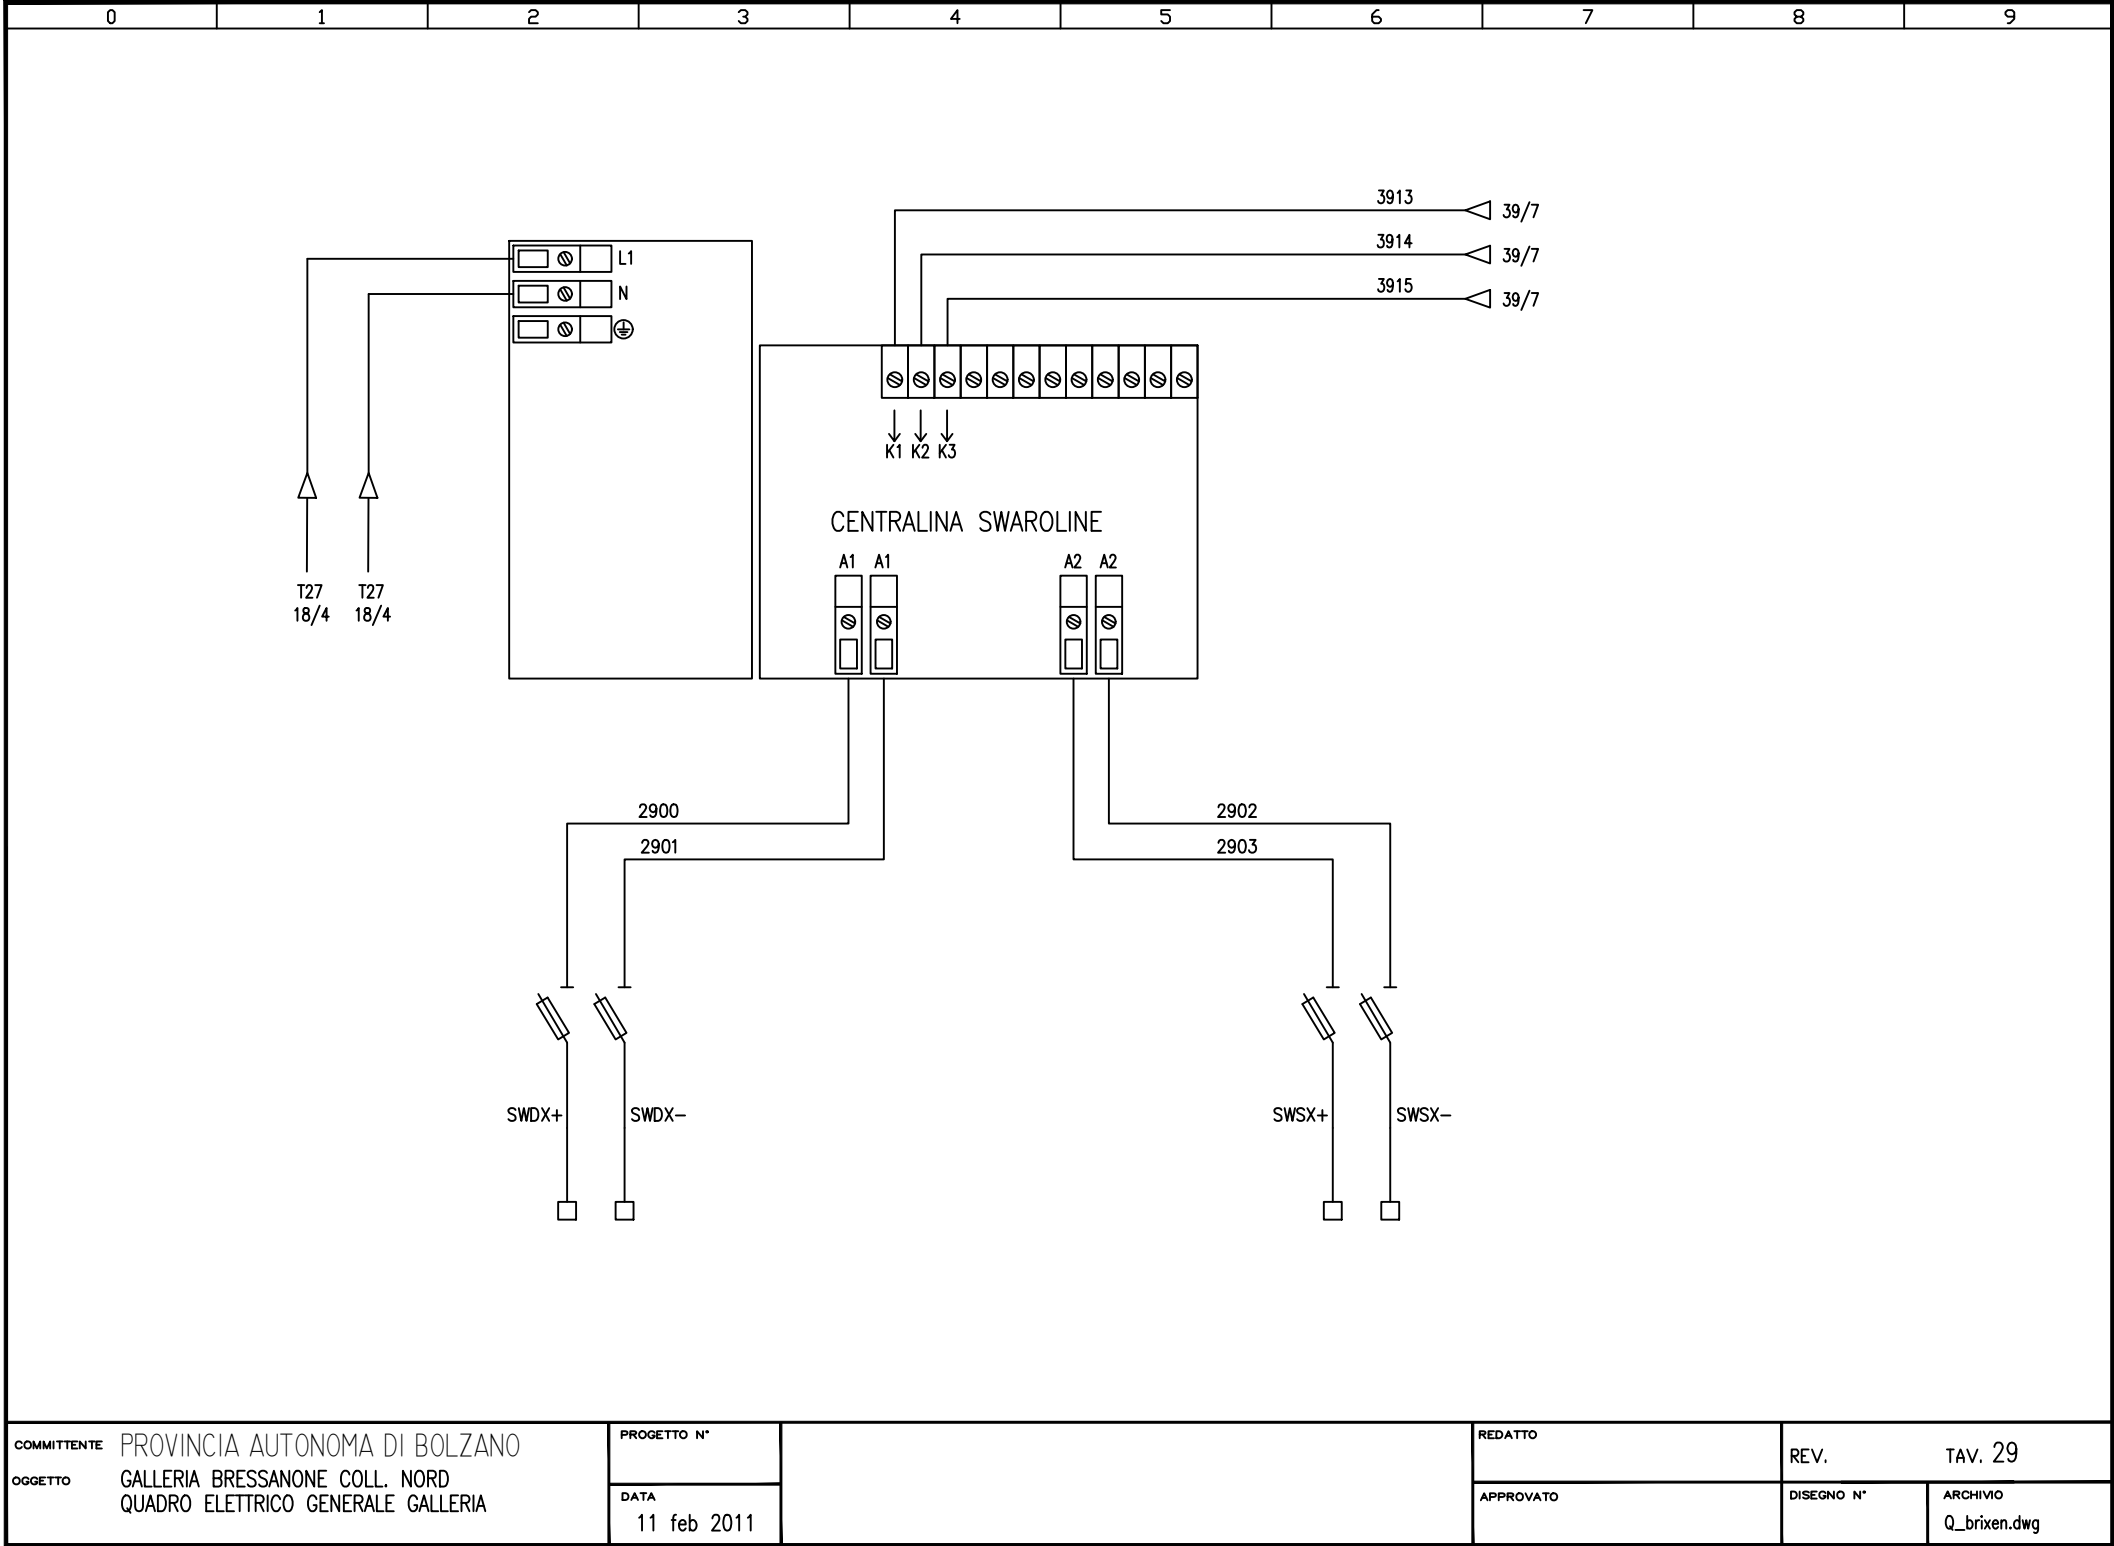 0 1 2 3 4 5 6 7 8 9
3913
39/7
3914
39/7
3915
39/7
L1
N
K1 K2 K3
CENTRALINA SWAROLINE
A1 A1 A2 A2
T27 T27
18/4 18/4
2900 2902
2901 2903
SWDX+ SWDX- SWSX+ SWSX-
COMMITTENTE PROVINCIA AUTONOMA DI BOLZANO
OGGETTO GALLERIA BRESSANONE COLL. NORD
QUADRO ELETTRICO GENERALE GALLERIA
PROGETTO N°
DATA
11 feb 2011
REDATTO
APPROVATO
REV. TAV. 29
DISEGNO N°
ARCHIVIO
Q_brixen.dwg